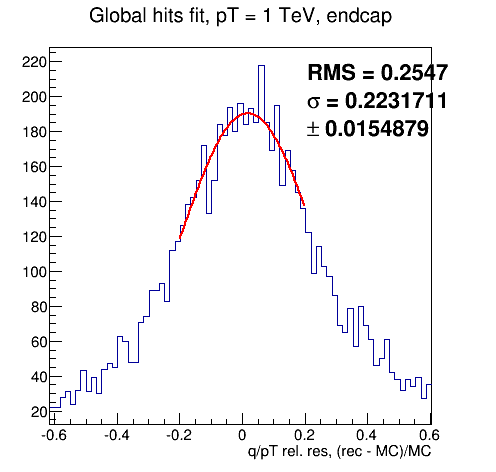 Global hits fit, pT = 1 TeV, endcap
RMS = 0.2547
σ = 0.2231711
± 0.0154879
220
200
180
160
140
120
100
80
60
40
20
-0.6 -0.4 -0.2 0 0.2 0.4 0.6
q/pT rel. res, (rec - MC)/MC